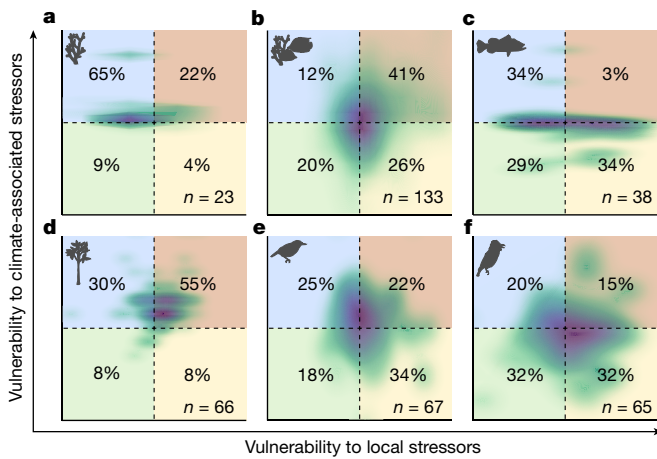 a
b
c
65%
22%
12%
41%
34%
3%
9%
4%
20%
26%
29%
34%
n = 23
n = 133
n = 38
d
e
f
30%
55%
25%
22%
20%
15%
8%
8%
18%
34%
32%
32%
n = 66
n = 67
n = 65
Vulnerability to climate-associated stressors
Vulnerability to local stressors